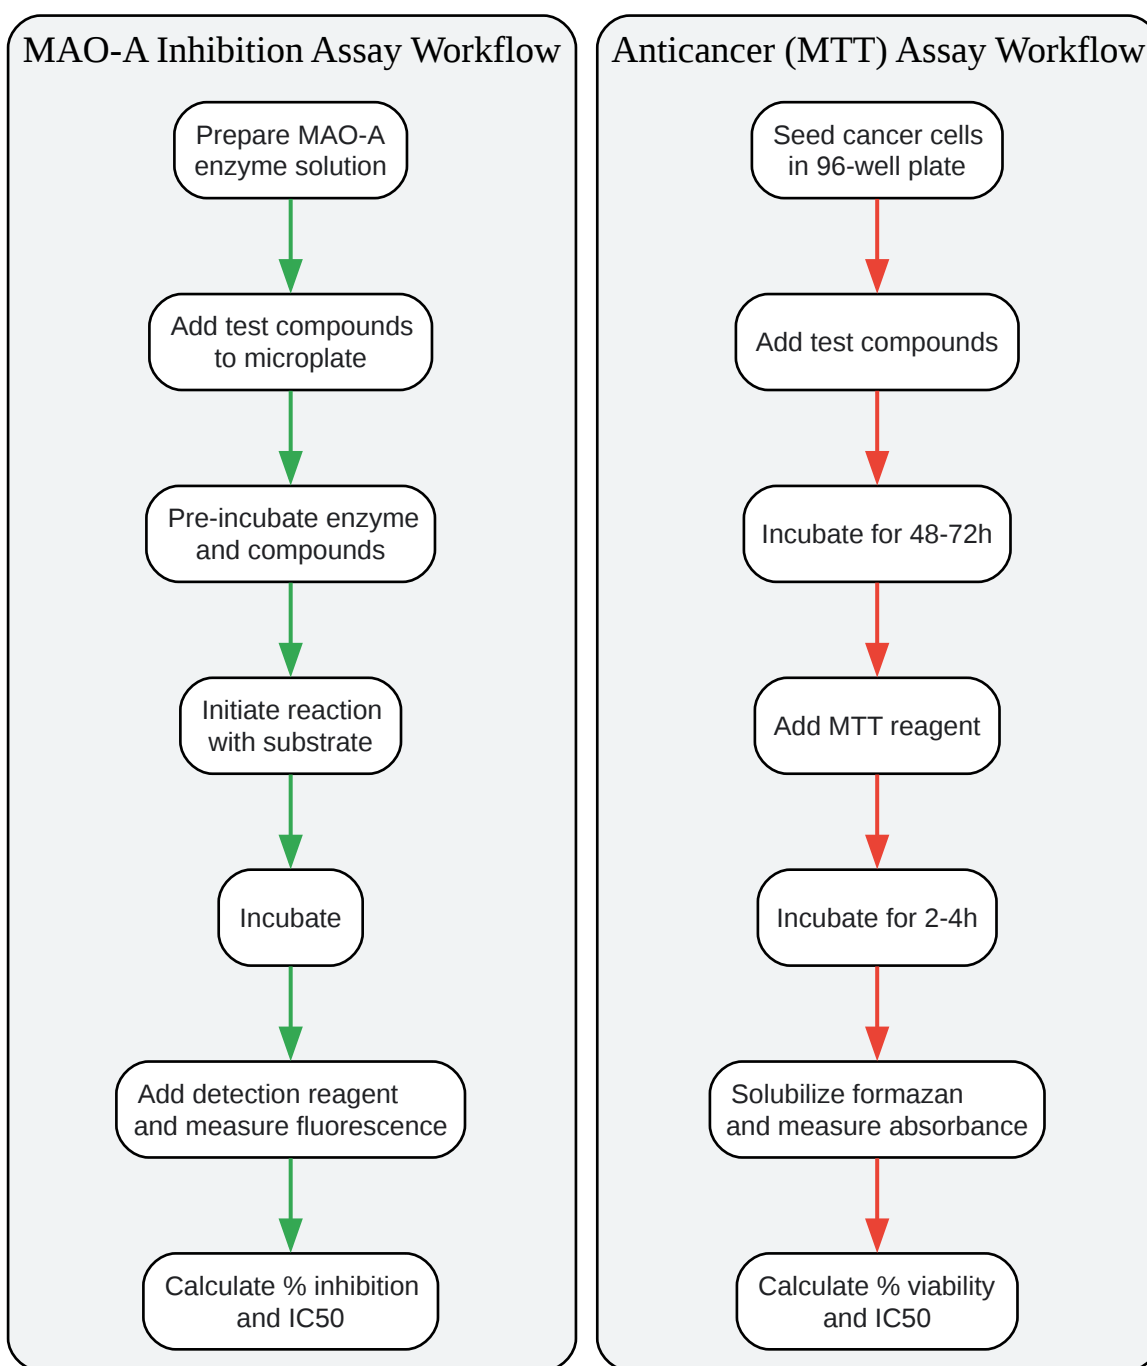 MAO-A Inhibition Assay Workflow
Prepare MAO-A
enzyme solution
Add test compounds
to microplate
Pre-incubate enzyme
and compounds
Initiate reaction
with substrate
Incubate
Add detection reagent
and measure fluorescence
Calculate % inhibition
and IC50
Anticancer (MTT) Assay Workflow
Seed cancer cells
in 96-well plate
Add test compounds
Incubate for 48-72h
Add MTT reagent
Incubate for 2-4h
Solubilize formazan
and measure absorbance
Calculate % viability
and IC50